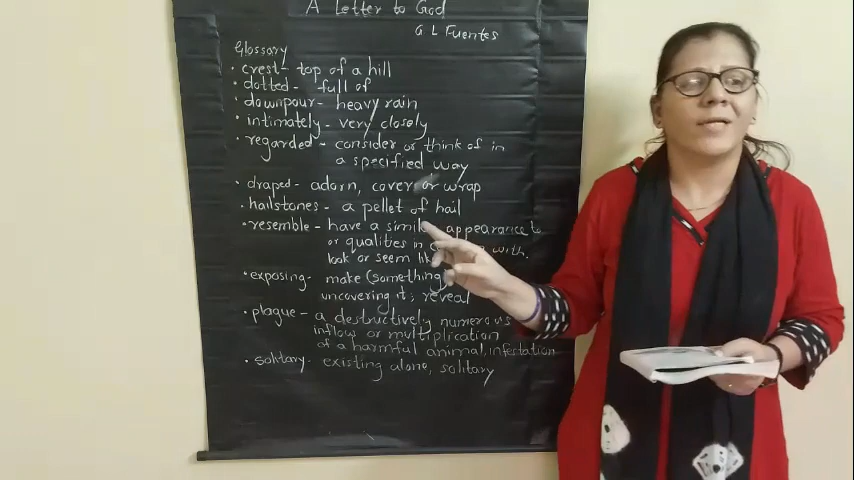 A Letter to God
G L Fuentes
Glossary
• crest - top of a hill
• dotted - full of
• downpour - heavy rain
• intimately - very closely
• regarded - consider or think of in
a specified way
• draped - adorn, cover or wrap
• hailstones - a pellet of hail
• resemble - have a simil appearance to
or qualities in with.
look or seem lik
• exposing - make (something)
uncovering it; reveal
• plague - a destructively numerous
inflow or multiplication
of a harmful animal, infestation
• solitary - existing alone, solitary